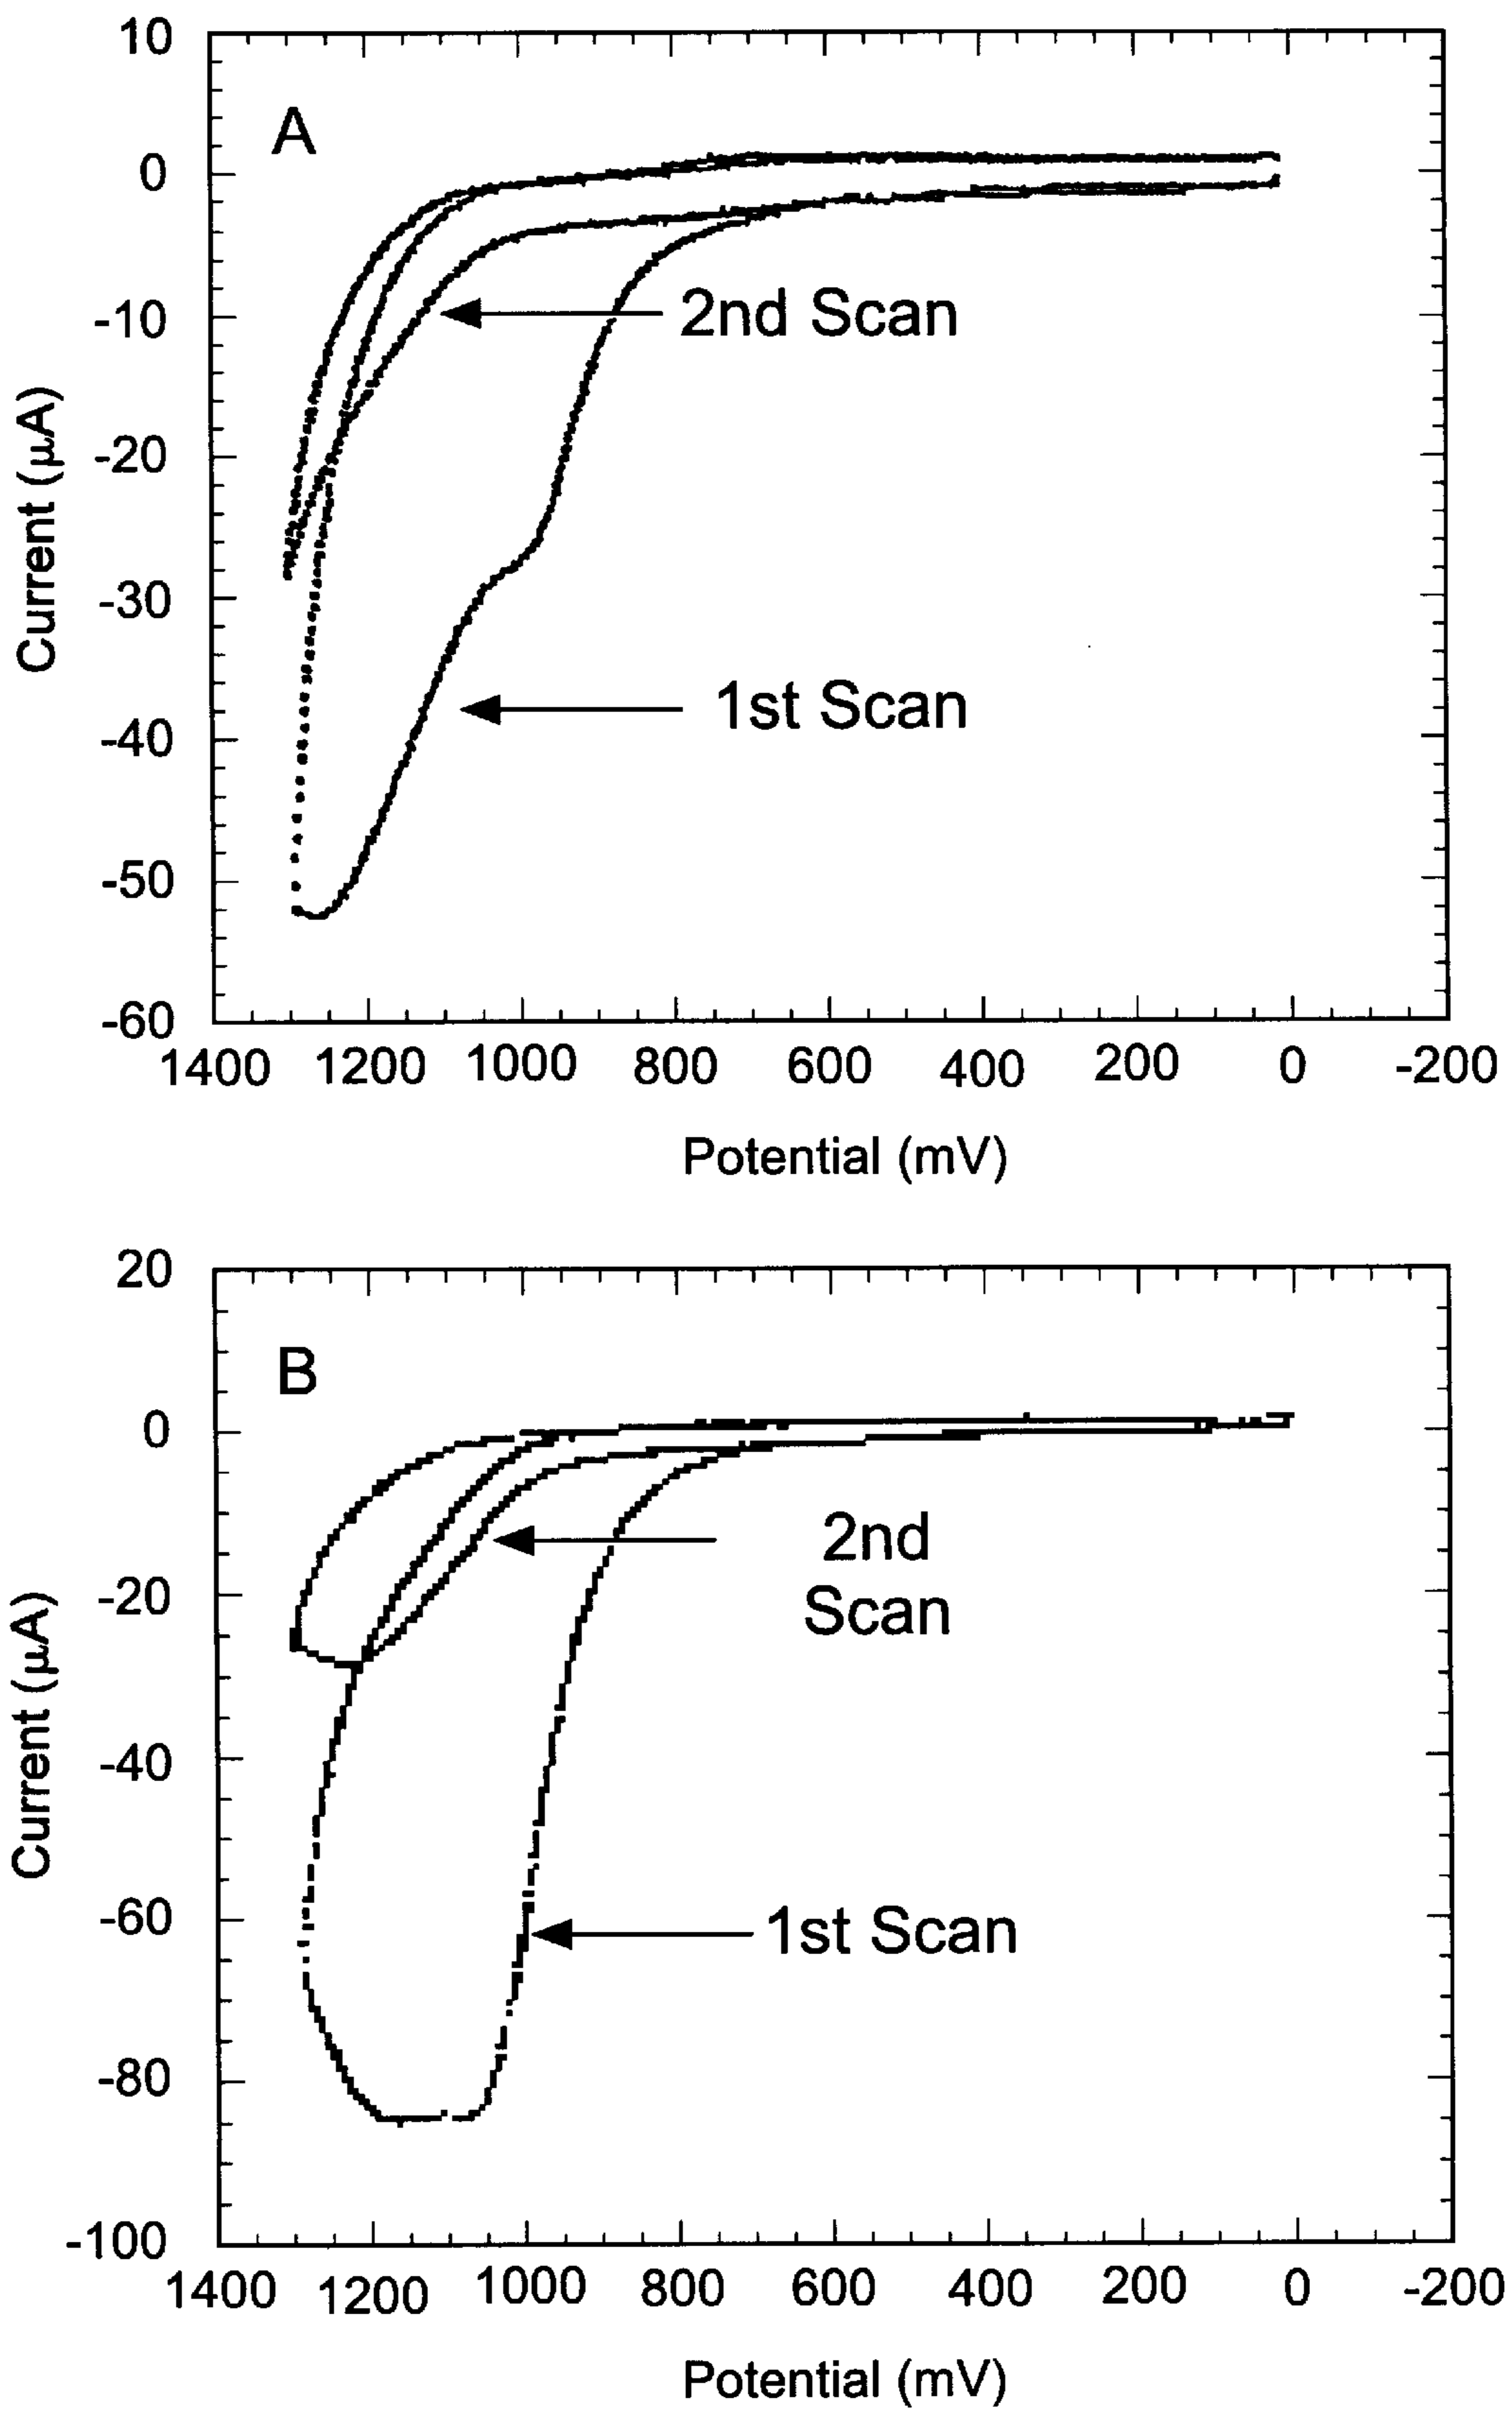 10
A
0
-10
2nd Scan
-20
Current (μA)
-30
1st Scan
-40
-50
-60
1400 1200 1000 800 600 400 200 0 -200
Potential (mV)
20
B
0
2nd
Scan
-20
Current (μA)
-40
-60
1st Scan
-80
-100
1400 1200 1000 800 600 400 200 0 -200
Potential (mV)